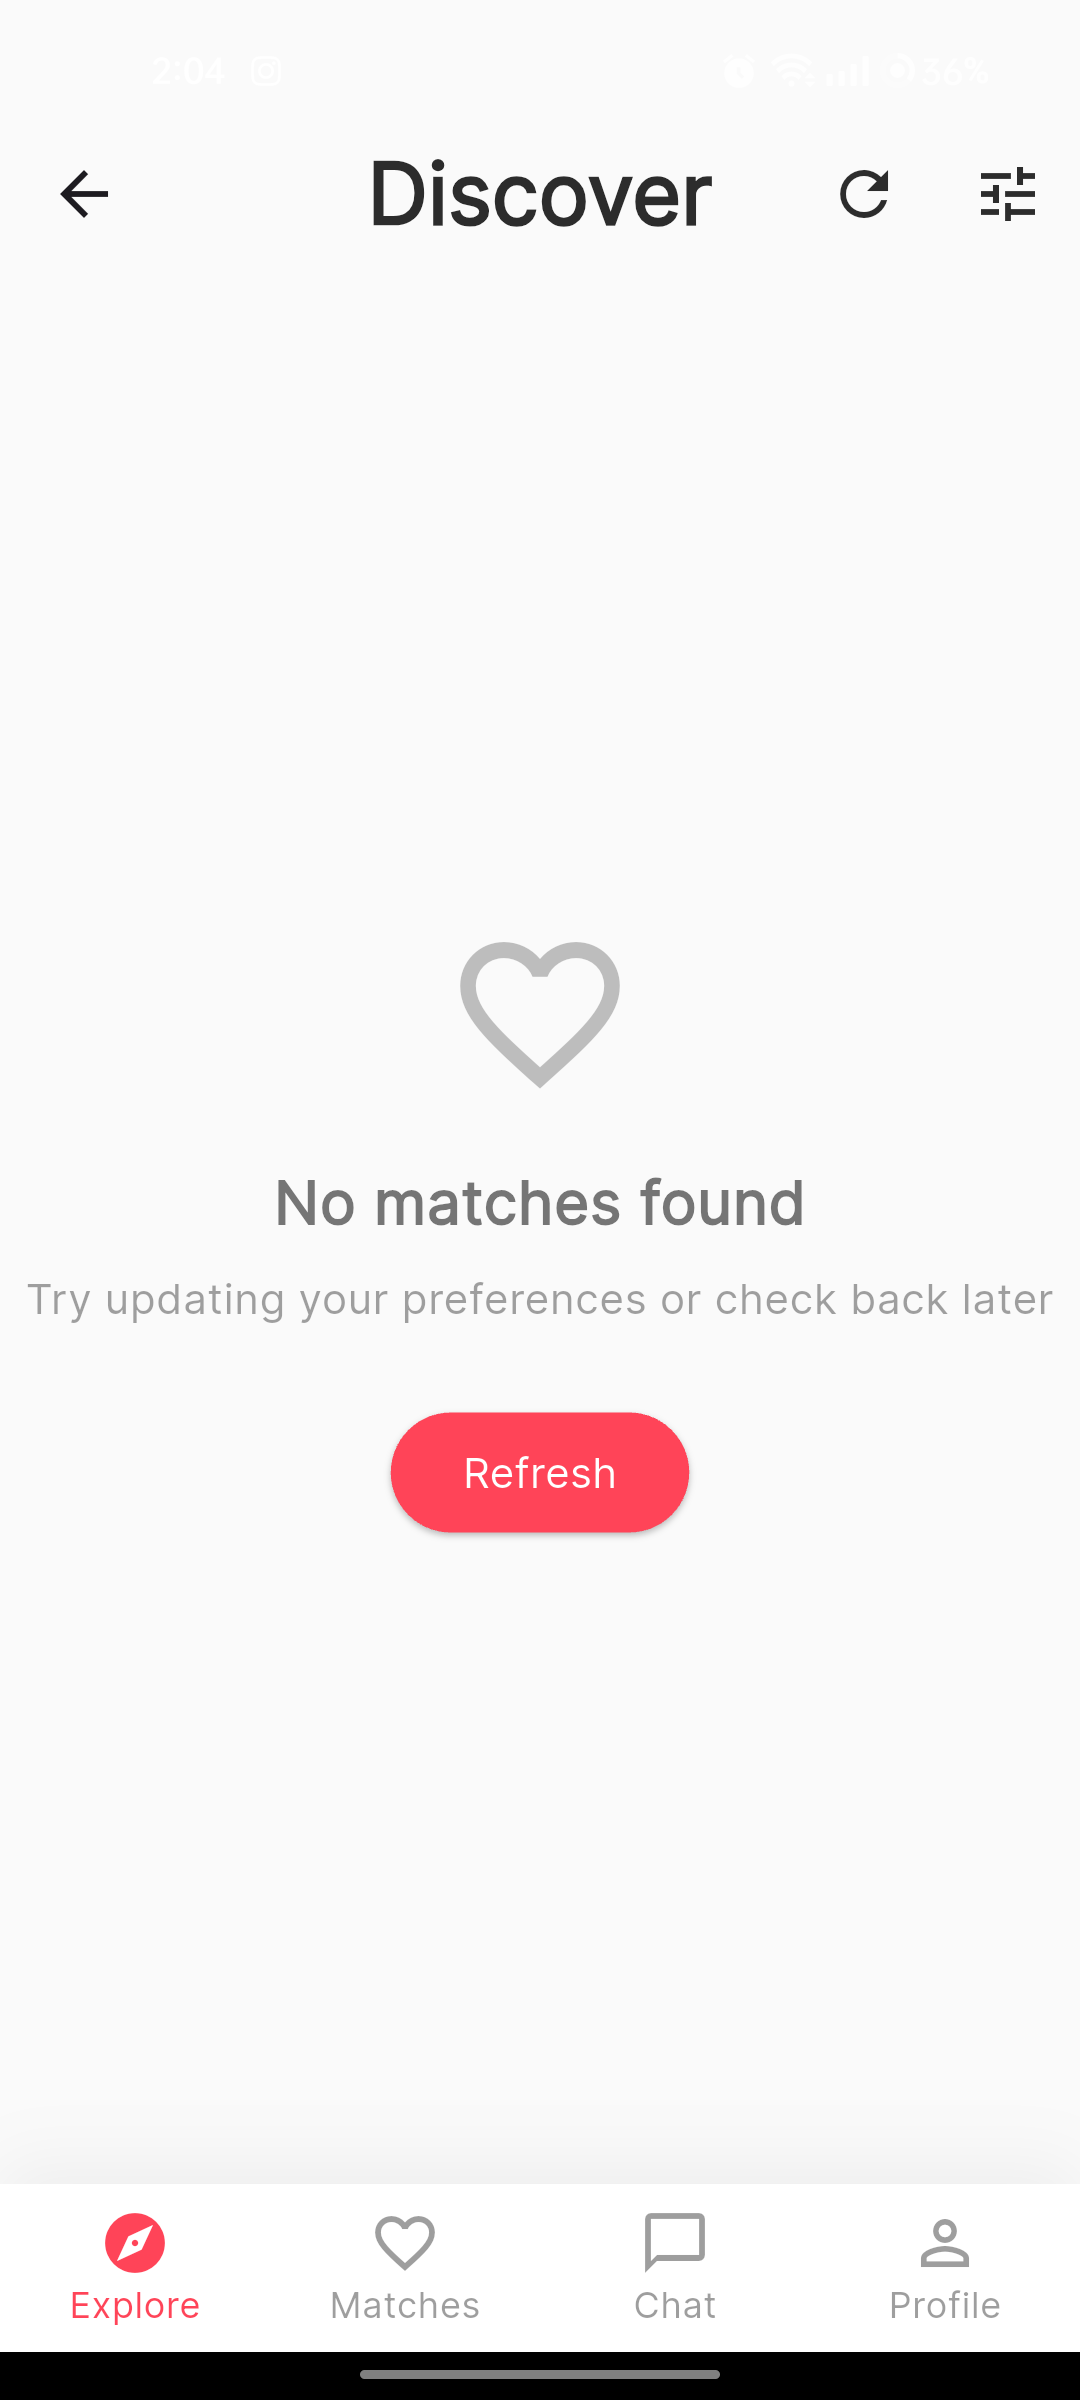 2:04 36%
Discover
No matches found
Try updating your preferences or check back later
Refresh
Explore Matches Chat Profile